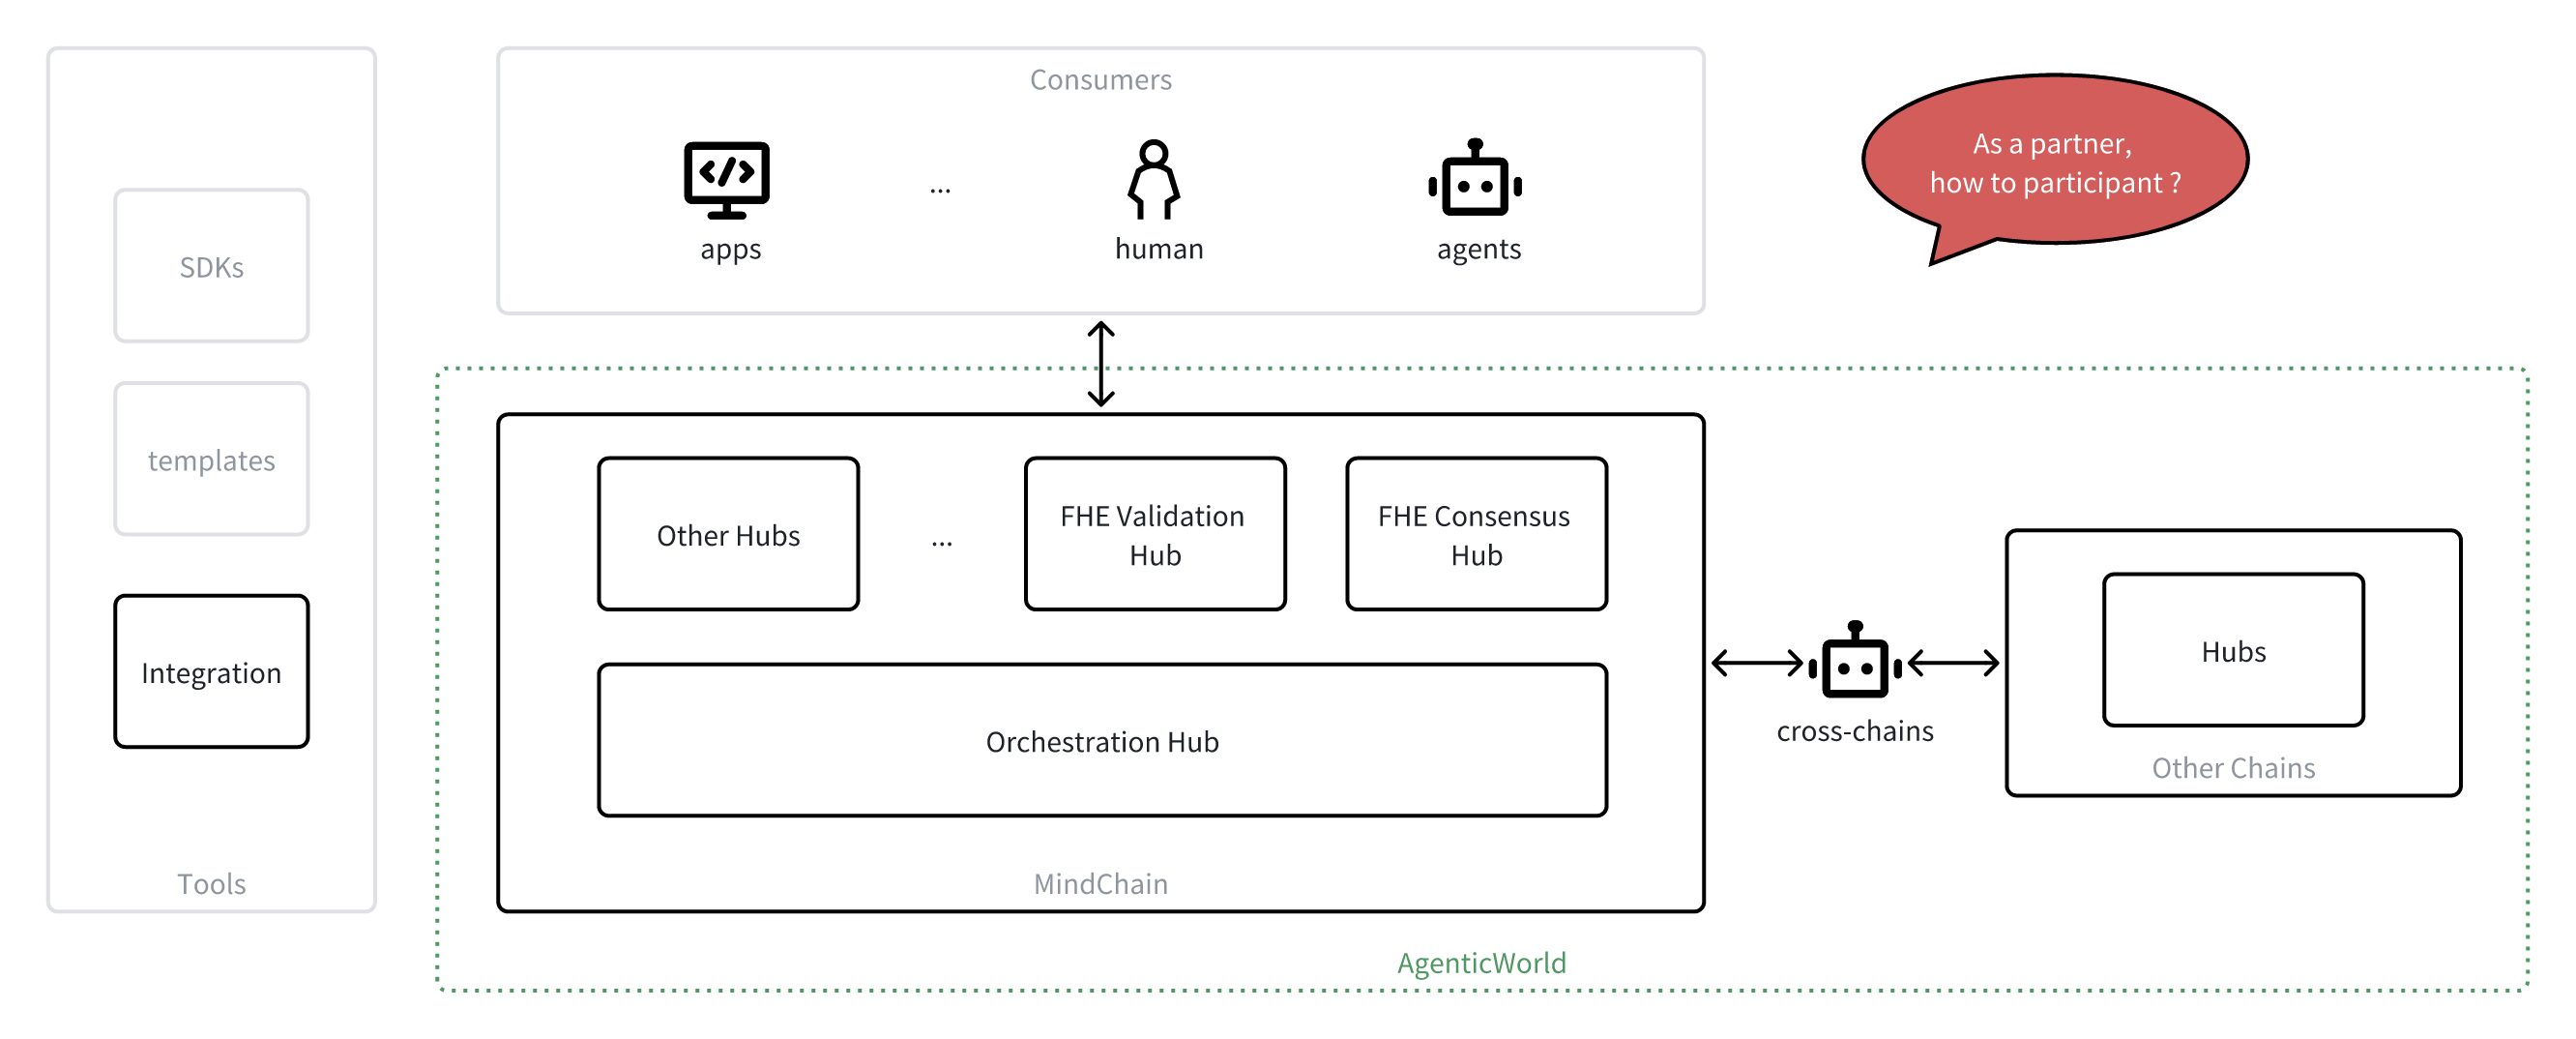 SDKs
templates
Integration
Tools
Consumers
apps
...
human
agents
As a partner,
how to participant ?
Other Hubs
...
FHE Validation
Hub
FHE Consensus
Hub
Orchestration Hub
MindChain
cross-chains
Hubs
Other Chains
AgenticWorld